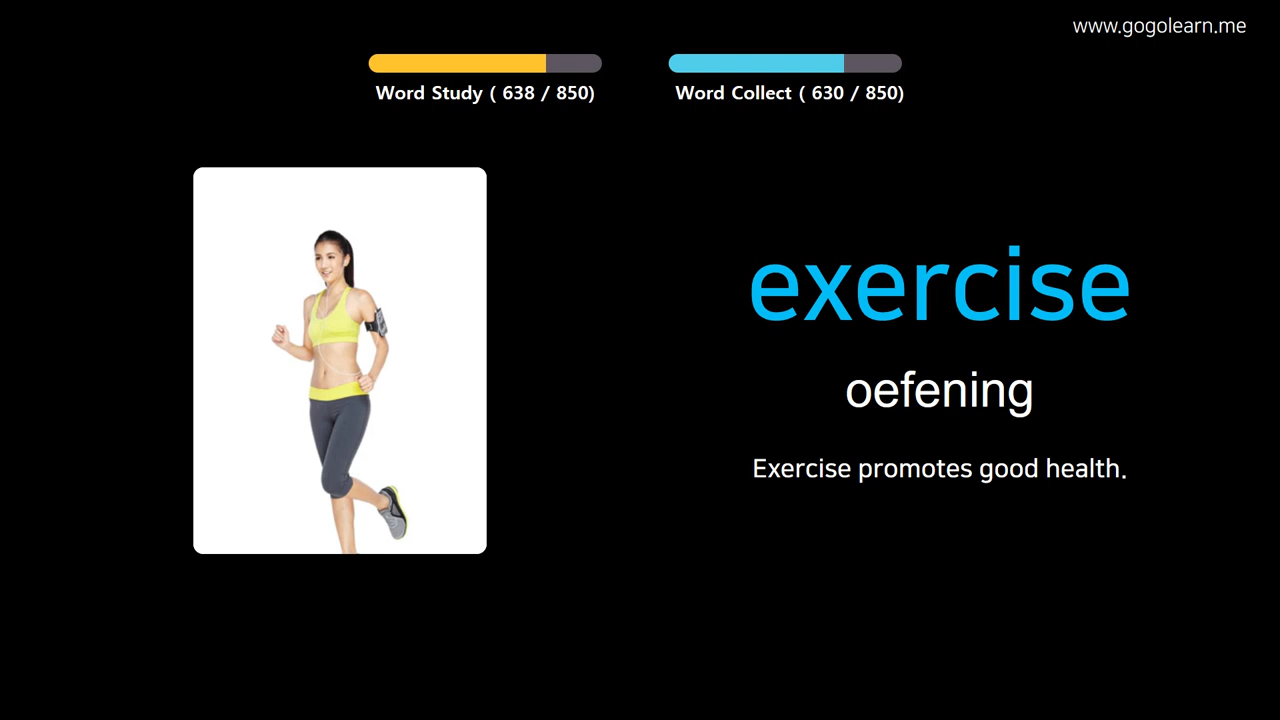 www.gogolearn.me
Word Study ( 638 / 850)
Word Collect ( 630 / 850)
exercise
oefening
Exercise promotes good health.